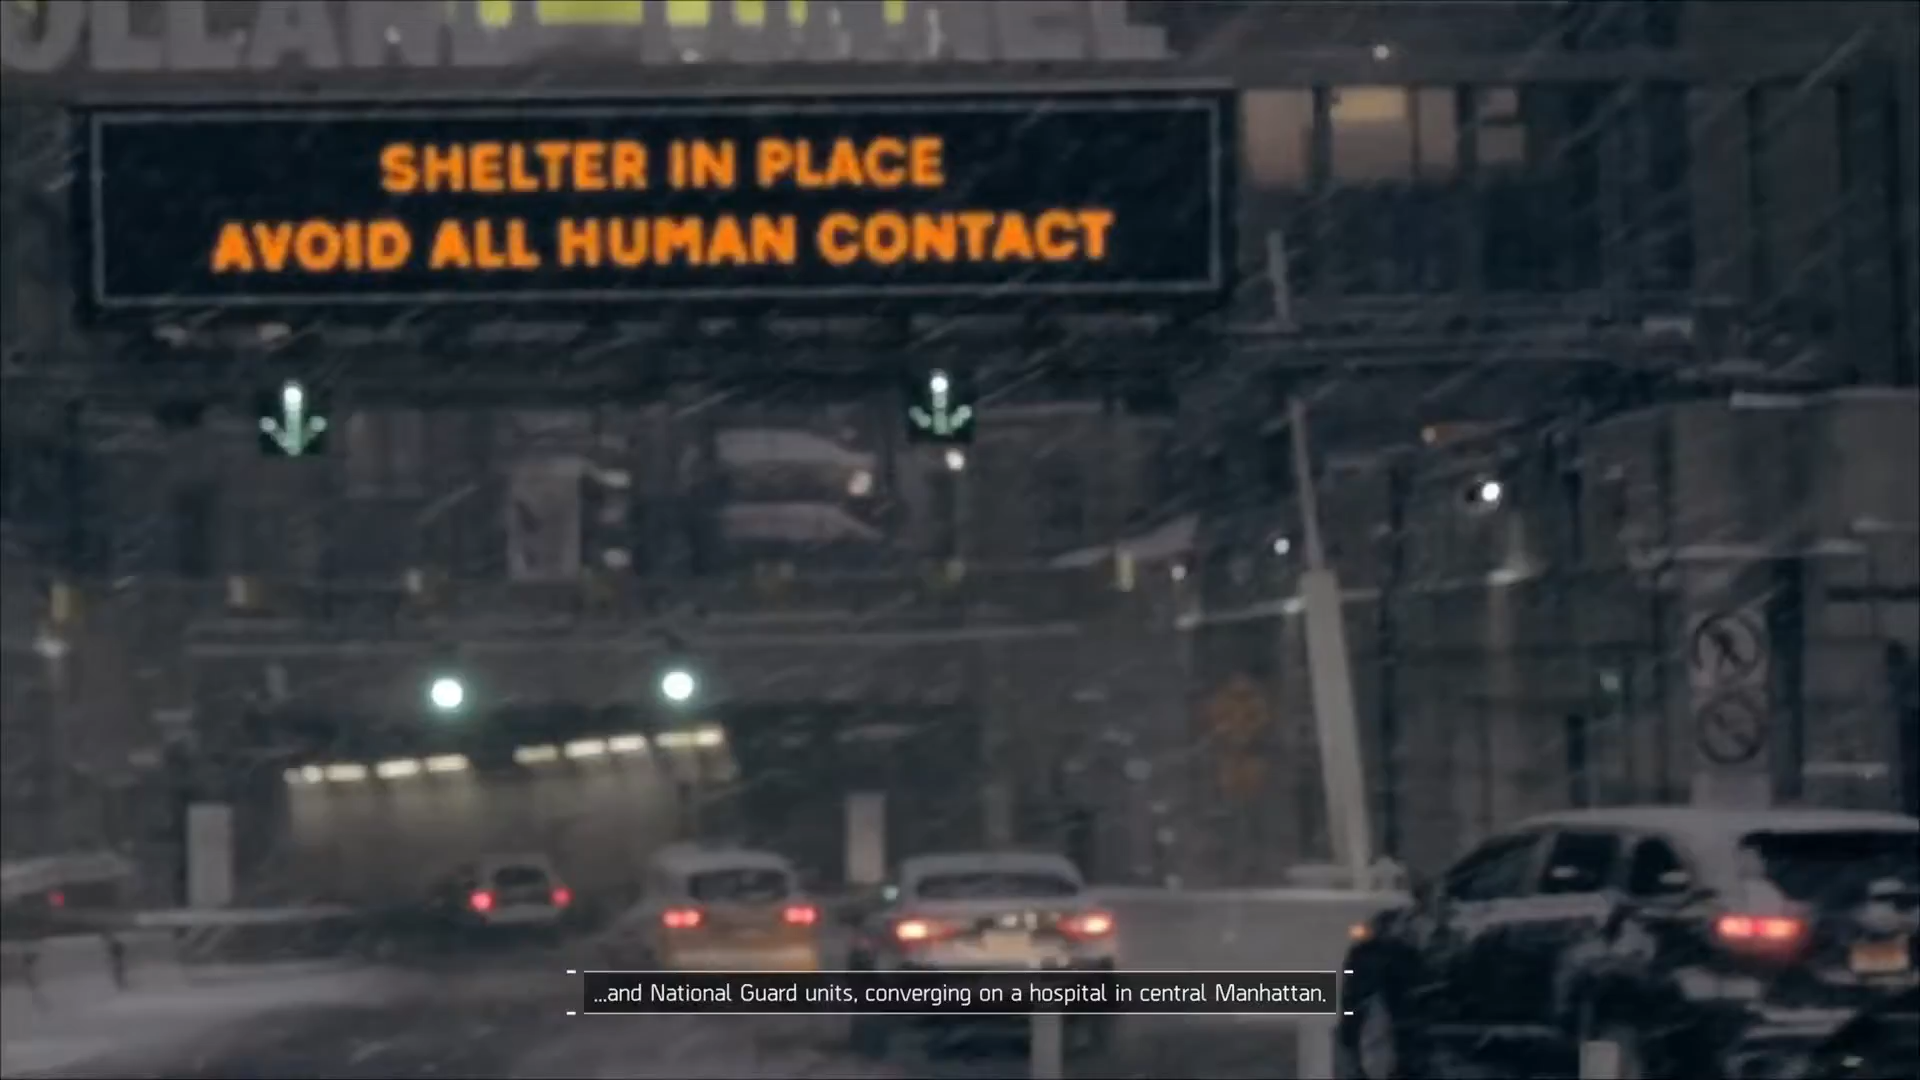 SHELTER IN PLACE
AVOID ALL HUMAN CONTACT
...and National Guard units, converging on a hospital in central Manhattan.